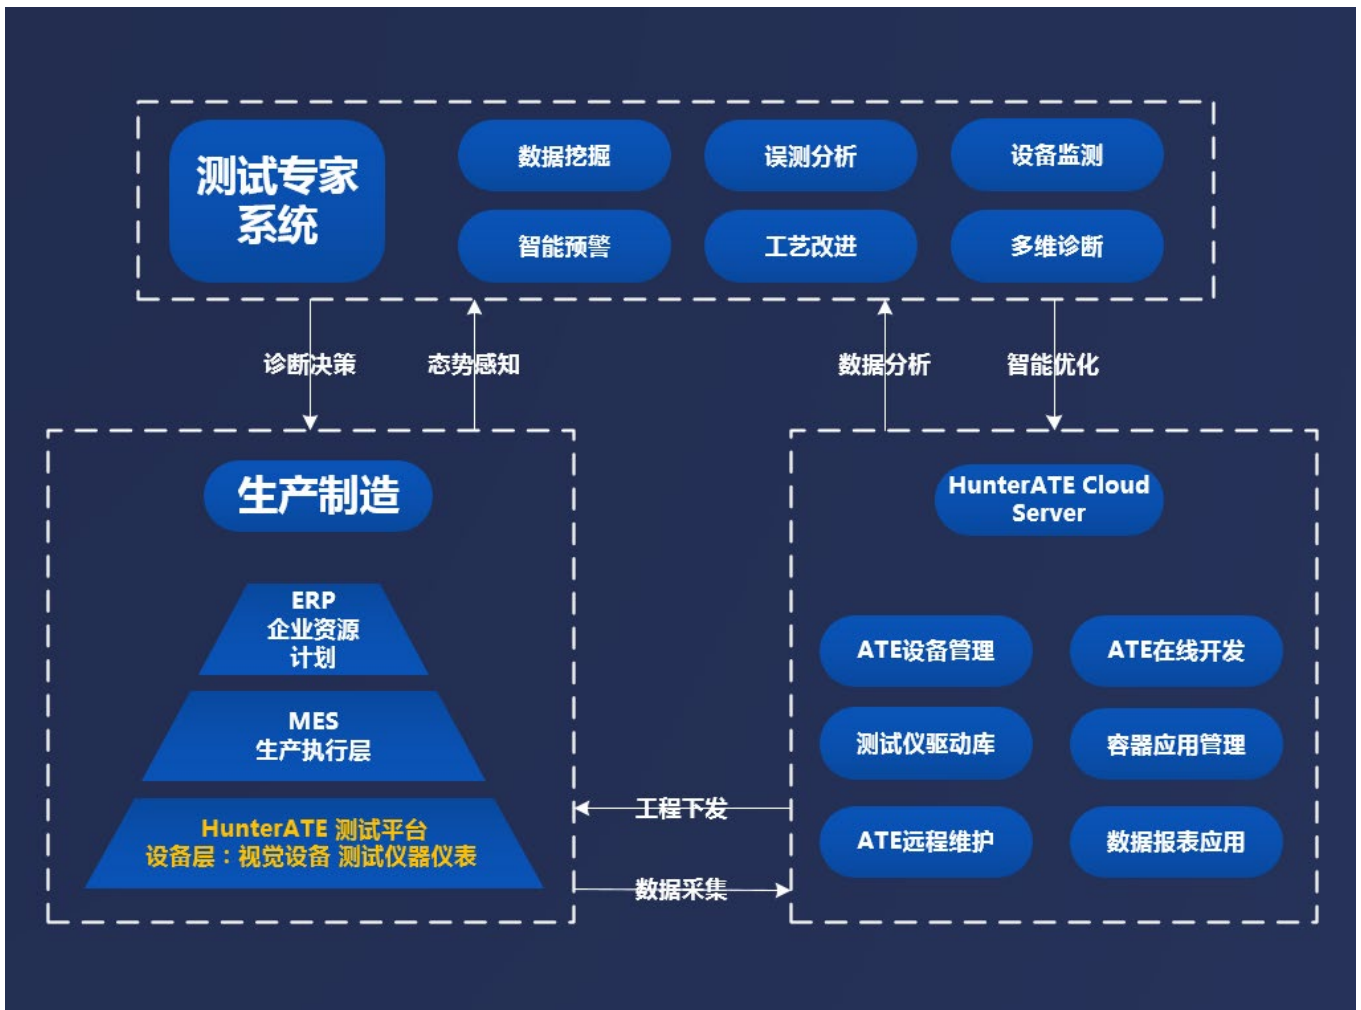 测试专家
系统
数据挖掘
误测分析
设备监测
智能预警
工艺改进
多维诊断
诊断决策
态势感知
数据分析
智能优化
生产制造
ERP
企业资源
计划
MES
生产执行层
HunterATE 测试平台
设备层：视觉设备 测试仪器仪表
工程下发
数据采集
HunterATE Cloud
Server
ATE设备管理
ATE在线开发
测试仪驱动库
容器应用管理
ATE远程维护
数据报表应用